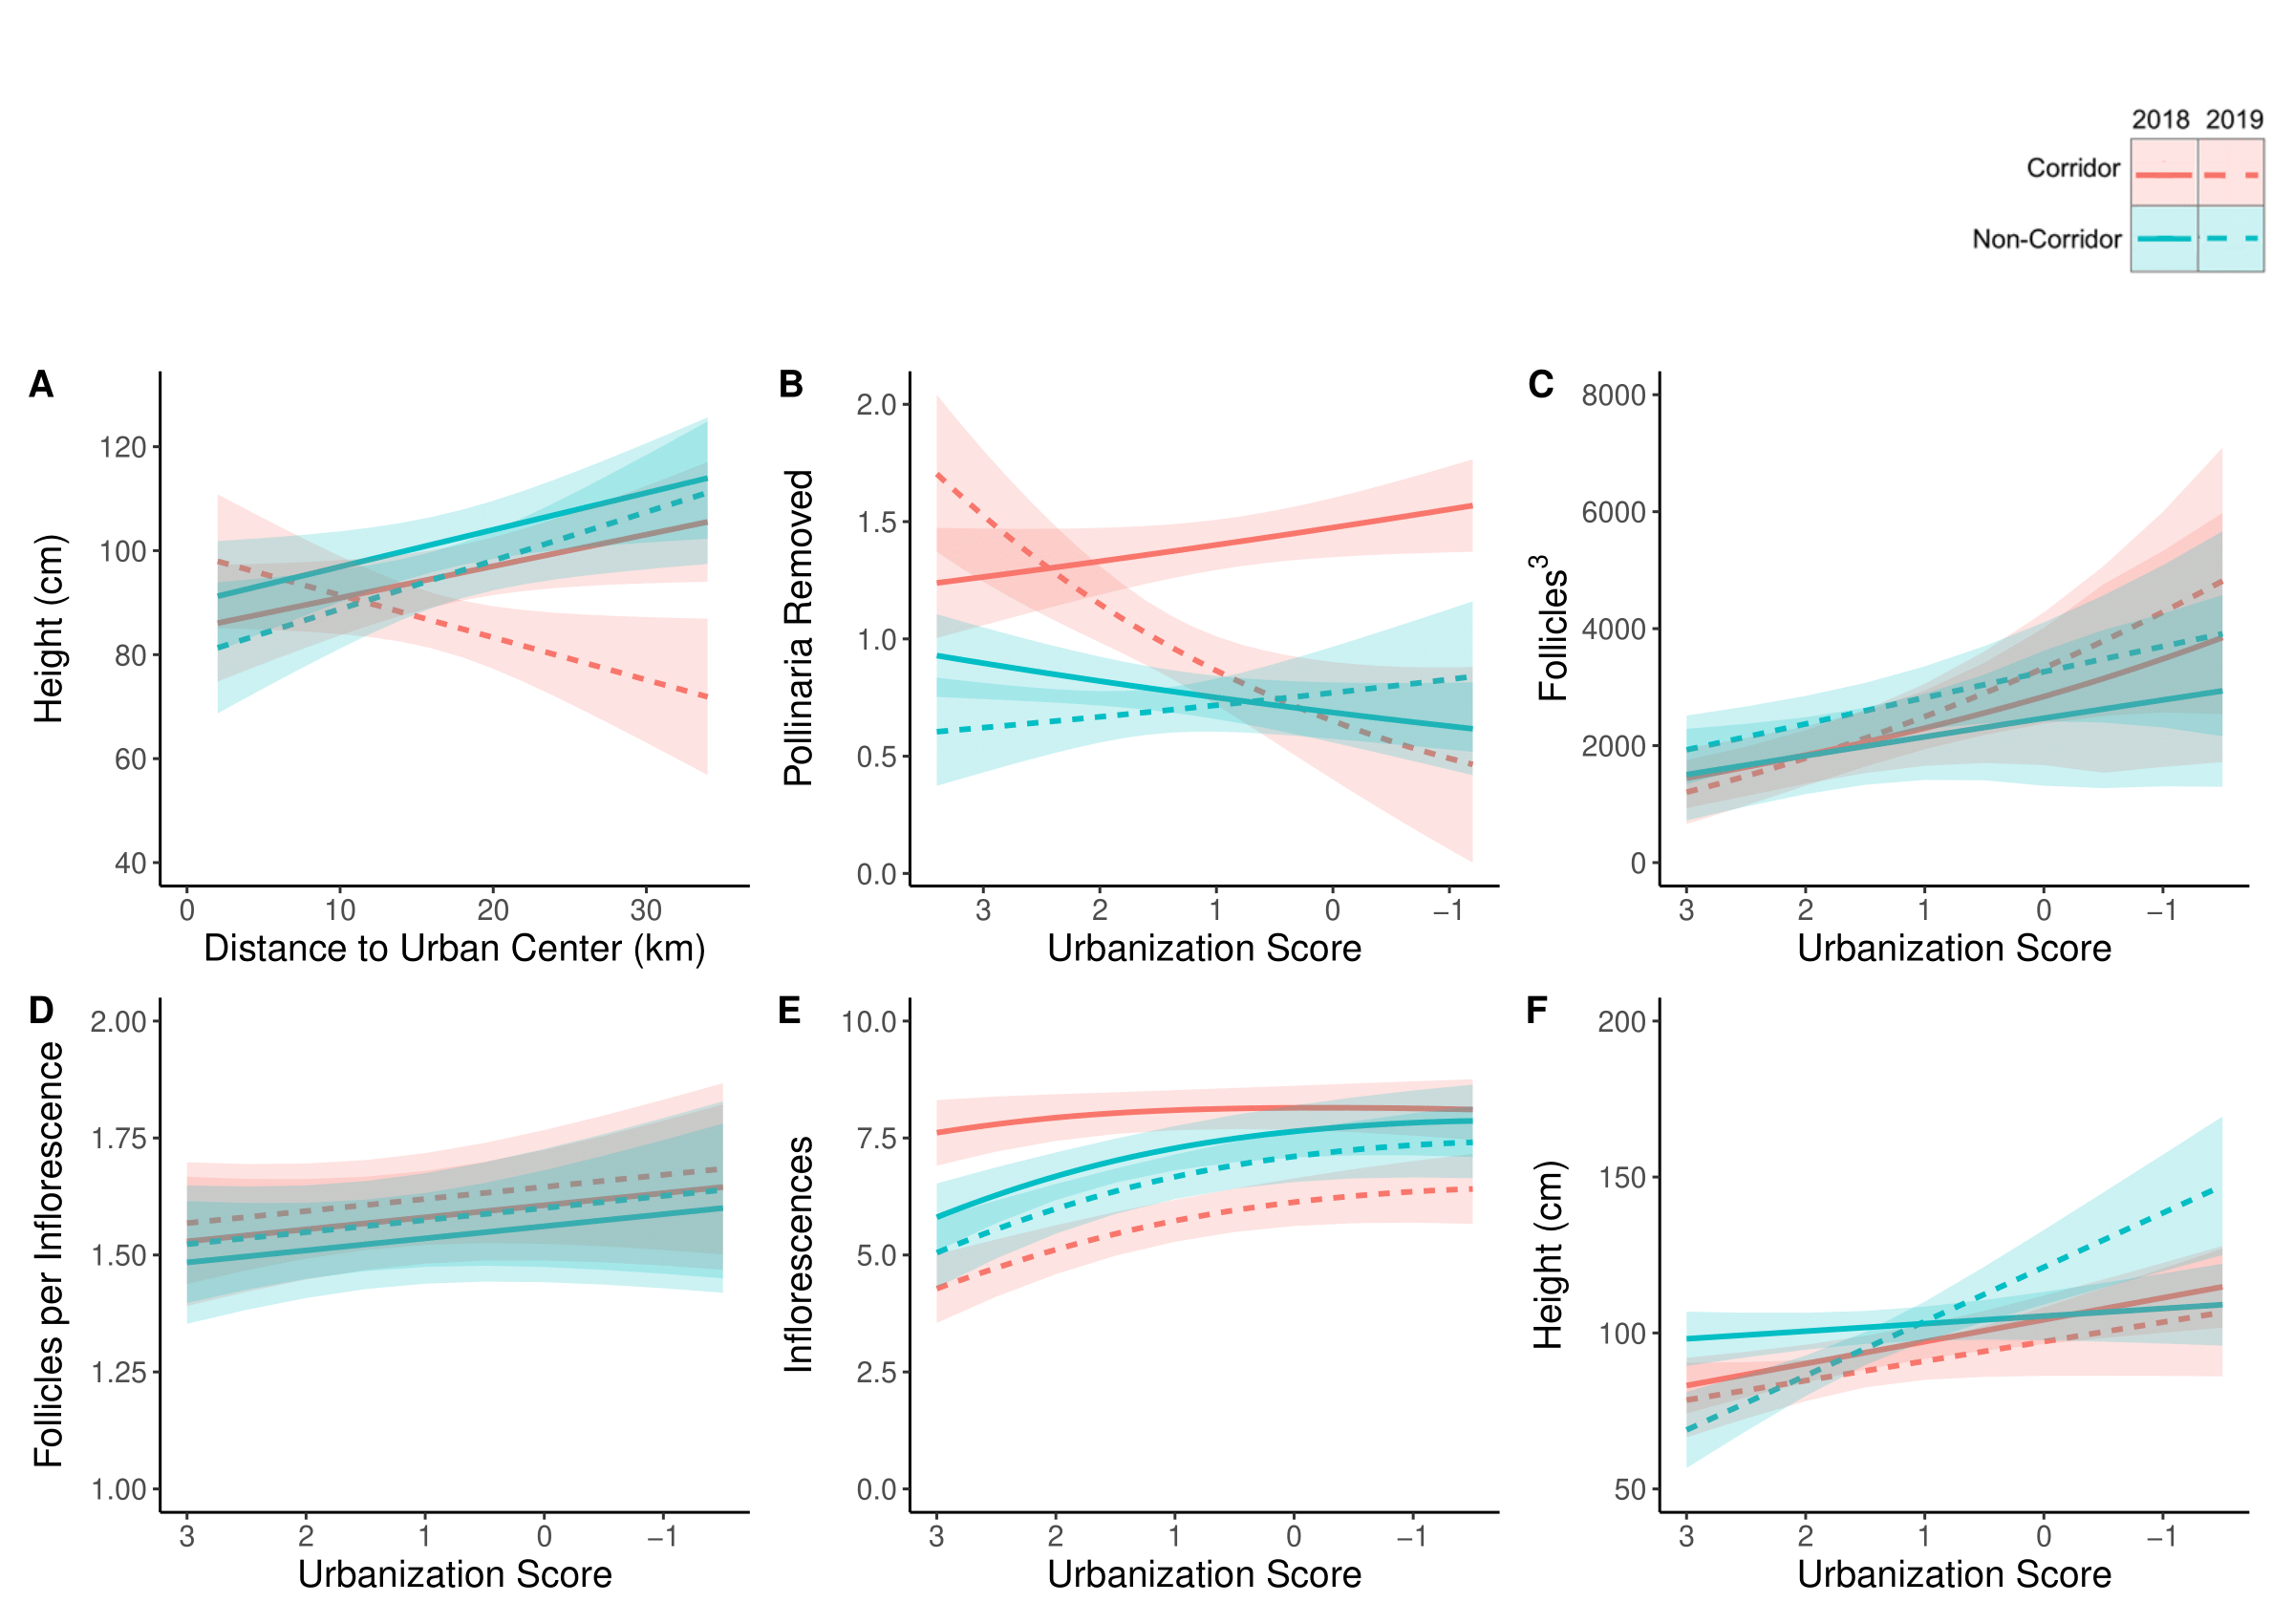 2018 2019
Corridor
Non-Corridor
A
Height (cm)
120
100
80
60
40
0 10 20 30
Distance to Urban Center (km)
B
Pollinaria Removed
2.0
1.5
1.0
0.5
0.0
3 2 1 0 −1
Urbanization Score
C
Follicles³
8000
6000
4000
2000
0
3 2 1 0 −1
Urbanization Score
D
Follicles per Inflorescence
2.00
1.75
1.50
1.25
1.00
3 2 1 0 −1
Urbanization Score
E
Inflorescences
10.0
7.5
5.0
2.5
0.0
3 2 1 0 −1
Urbanization Score
F
Height (cm)
200
150
100
50
3 2 1 0 −1
Urbanization Score